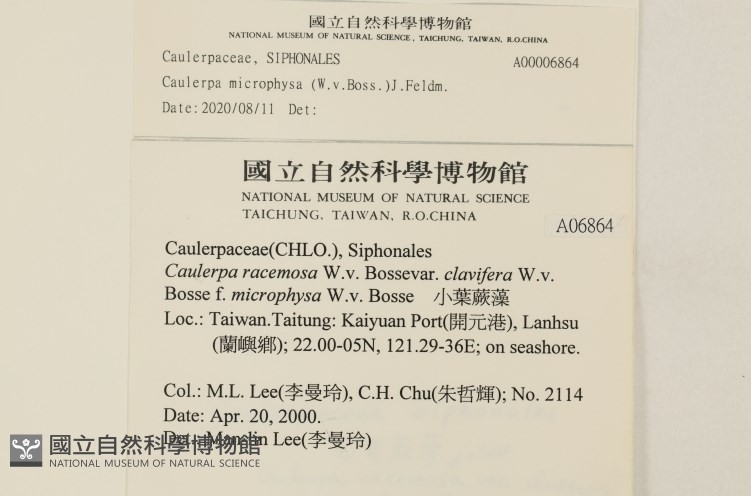 國立自然科學博物館
NATIONAL MUSEUM OF NATURAL SCIENCE, TAICHUNG, TAIWAN, R.O.CHINA
Caulerpaceae, SIPHONALES A00006864
Caulerpa microphysa (W.v.Boss.)J.Feldm.
Date:2020/08/11 Det:
國立自然科學博物館
NATIONAL MUSEUM OF NATURAL SCIENCE
TAICHUNG, TAIWAN, R.O.CHINA
A06864
Caulerpaceae(CHLO.), Siphonales
Caulerpa racemosa W.v. Bossevar. clavifera W.v.
Bosse f. microphysa W.v. Bosse 小葉蕨藻
Loc.: Taiwan.Taitung: Kaiyuan Port(開元港), Lanhsu
(蘭嶼鄉); 22.00-05N, 121.29-36E; on seashore.
Col.: M.L. Lee(李曼玲), C.H. Chu(朱哲輝); No. 2114
Date: Apr. 20, 2000.
Det.: Manslin Lee(李曼玲)
國立自然科學博物館
NATIONAL MUSEUM OF NATURAL SCIENCE